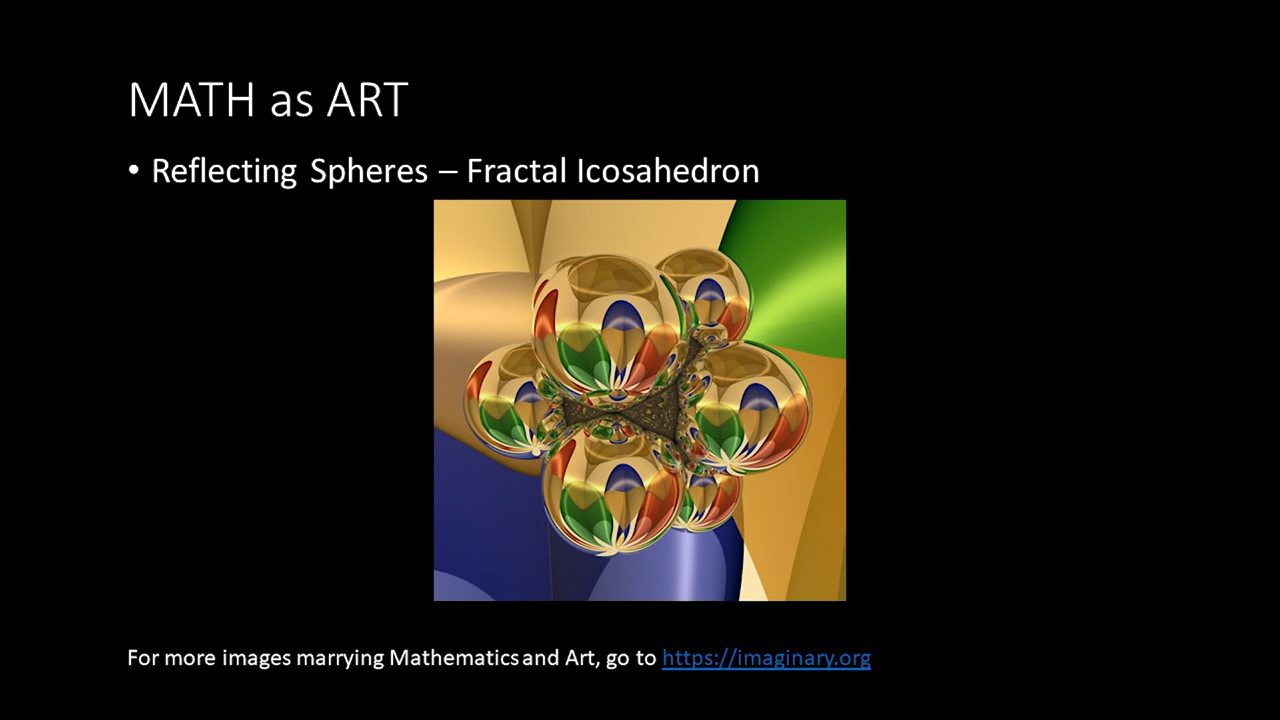 MATH as ART
• Reflecting Spheres – Fractal Icosahedron
For more images marrying Mathematics and Art, go to https://imaginary.org